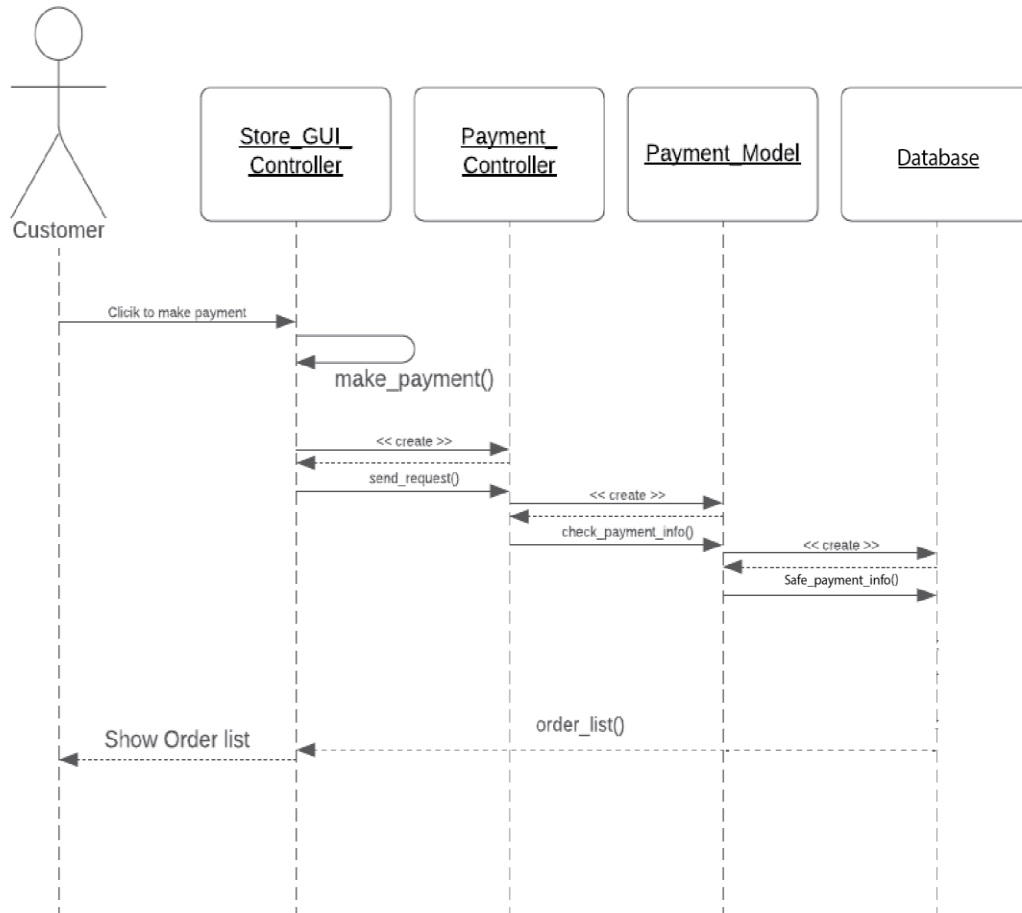 Store_GUI_
Controller
Payment_
Controller
Payment_Model
Database
Customer
Clicik to make payment
make_payment()
<< create >>
send_request()
<< create >>
check_payment_info()
<< create >>
Safe_payment_info()
order_list()
Show Order list